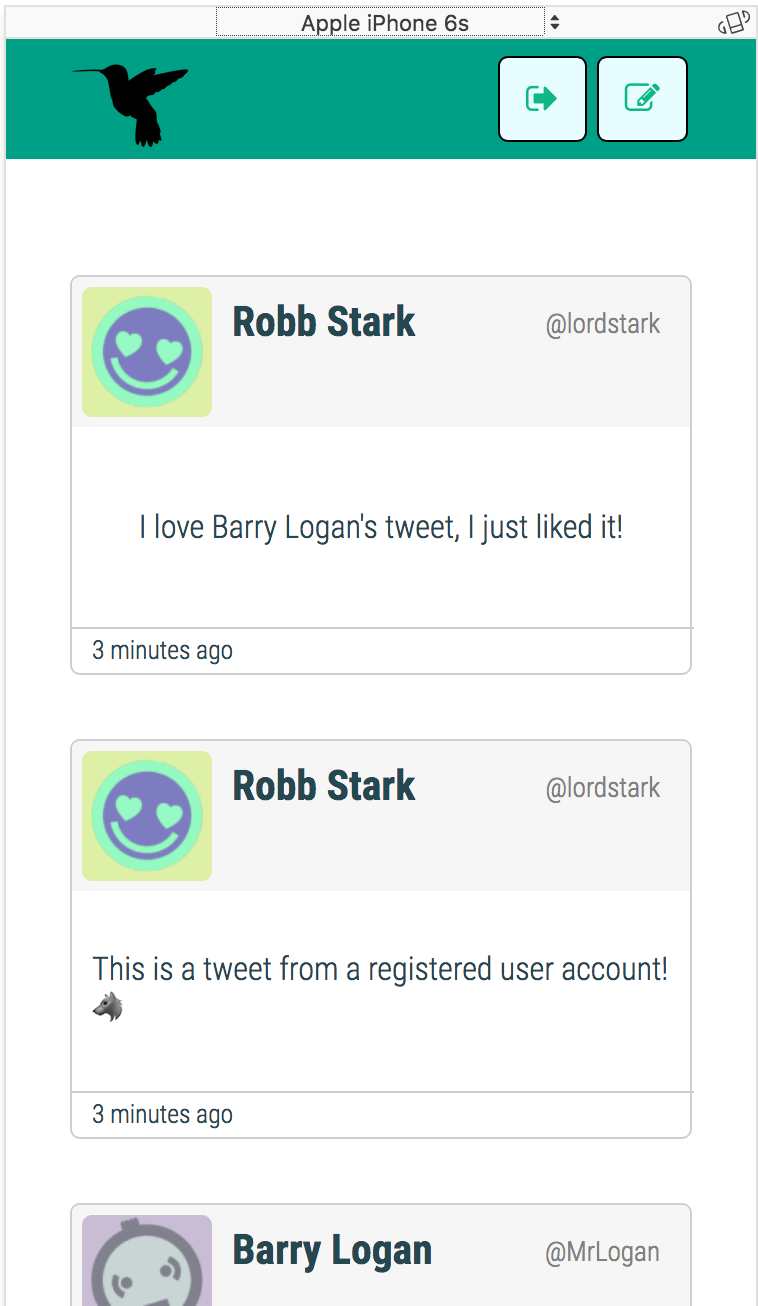 Apple iPhone 6s
Robb Stark
@lordstark
I love Barry Logan's tweet, I just liked it!
3 minutes ago
Robb Stark
@lordstark
This is a tweet from a registered user account!
🐺
3 minutes ago
Barry Logan
@MrLogan